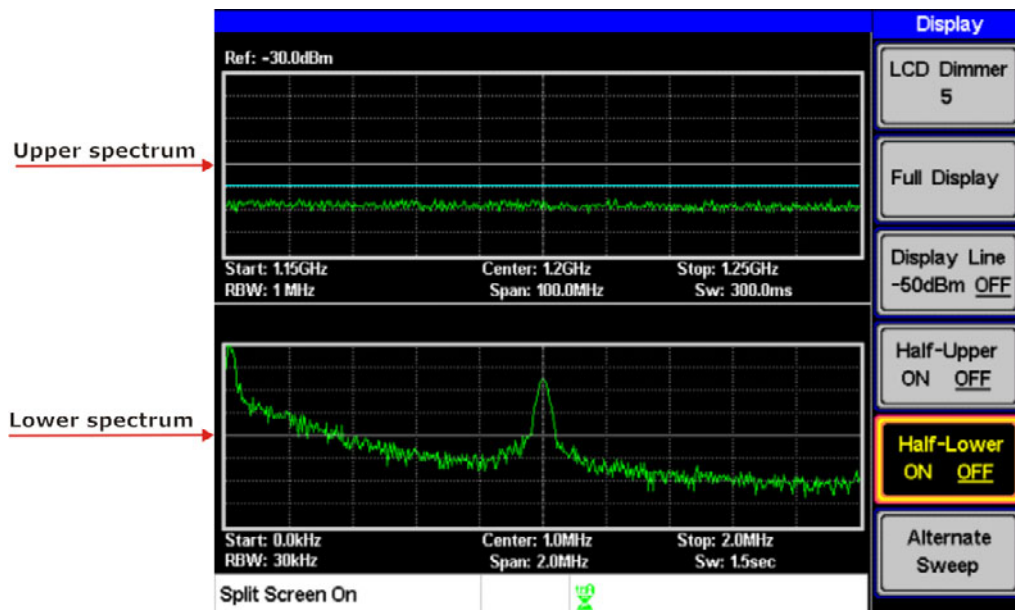 Display
Ref: -30.0dBm
LCD Dimmer
5
Upper spectrum
Full Display
Start: 1.15GHz Center: 1.2GHz Stop: 1.25GHz
RBW: 1 MHz Span: 100.0MHz Sw: 300.0ms
Display Line
-50dBm OFF
Half-Upper
ON OFF
Lower spectrum
Half-Lower
ON OFF
Start: 0.0kHz Center: 1.0MHz Stop: 2.0MHz
RBW: 30kHz Span: 2.0MHz Sw: 1.5sec
Alternate
Sweep
Split Screen On